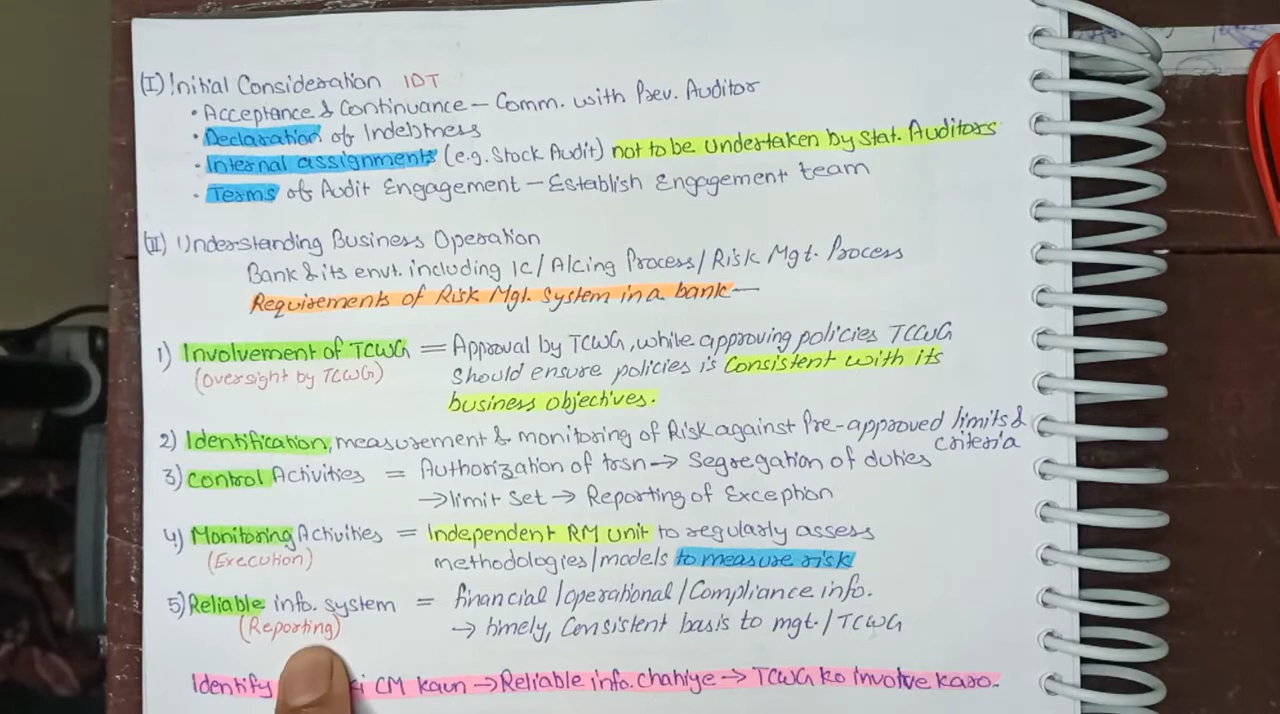 (I) Initial Consideration IDT
• Acceptance & Continuance – Comm. with Prev. Auditor
• Declaration of Indebtness
• Internal assignments (e.g. Stock Audit) not to be undertaken by Stat. Auditors
• Terms of Audit Engagement – Establish Engagement team
(II) Understanding Business Operation
Bank & its envt. including IC/A/cing Process/Risk Mgt. Process
Requirements of Risk Mgt. System in a bank —
1) Involvement of TCWG = Approval by TCWG, while approving policies TCCWG
(Oversight by TCWG) should ensure policies is Consistent with its
business objectives.
2) Identification, measurement & monitoring of Risk against Pre-approved limits &
criteria
3) Control Activities = Authorization of trsn → Segregation of duties
→ limit set → Reporting of Exception
4) Monitoring Activities = Independent RM unit to regularly assess
(Execution) methodologies/models to measure risk
5) Reliable info. system = financial/operational/Compliance info.
(Reporting) → timely, Consistent basis to mgt./TCWG
Identify ki CM kaun → Reliable info. chahiye → TCWG ko involve karo.